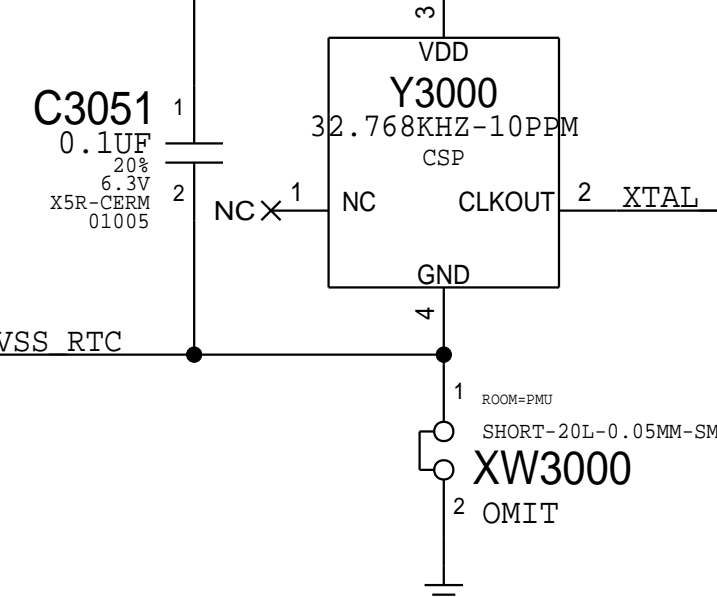 3
VDD
C3051
1
Y3000
0.1UF
32.768KHZ-10PPM
20%
CSP
6.3V
2
X5R-CERM
01005
NC
1
NC
CLKOUT
2
XTAL
GND
4
VSS_RTC
1
ROOM=PMU
SHORT-20L-0.05MM-SM
XW3000
2
OMIT